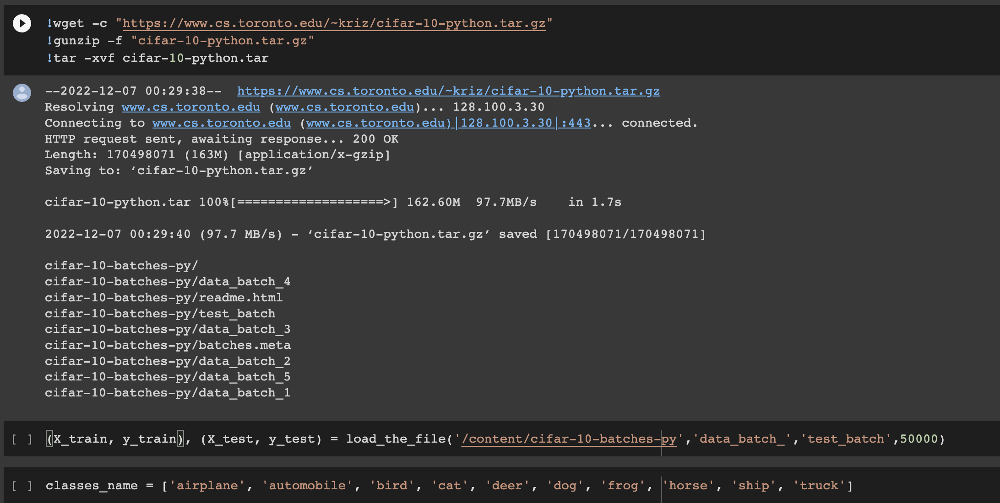 !wget -c "https://www.cs.toronto.edu/~kriz/cifar-10-python.tar.gz"
!gunzip -f "cifar-10-python.tar.gz"
!tar -xvf cifar-10-python.tar
--2022-12-07 00:29:38--  https://www.cs.toronto.edu/~kriz/cifar-10-python.tar.gz
Resolving www.cs.toronto.edu (www.cs.toronto.edu)... 128.100.3.30
Connecting to www.cs.toronto.edu (www.cs.toronto.edu)|128.100.3.30|:443... connected.
HTTP request sent, awaiting response... 200 OK
Length: 170498071 (163M) [application/x-gzip]
Saving to: ‘cifar-10-python.tar.gz’
cifar-10-python.tar 100%[===================>] 162.60M  97.7MB/s    in 1.7s
2022-12-07 00:29:40 (97.7 MB/s) - ‘cifar-10-python.tar.gz’ saved [170498071/170498071]
cifar-10-batches-py/
cifar-10-batches-py/data_batch_4
cifar-10-batches-py/readme.html
cifar-10-batches-py/test_batch
cifar-10-batches-py/data_batch_3
cifar-10-batches-py/batches.meta
cifar-10-batches-py/data_batch_2
cifar-10-batches-py/data_batch_5
cifar-10-batches-py/data_batch_1
[ ] (X_train, y_train), (X_test, y_test) = load_the_file('/content/cifar-10-batches-py','data_batch_','test_batch',50000)
[ ] classes_name = ['airplane', 'automobile', 'bird', 'cat', 'deer', 'dog', 'frog', 'horse', 'ship', 'truck']